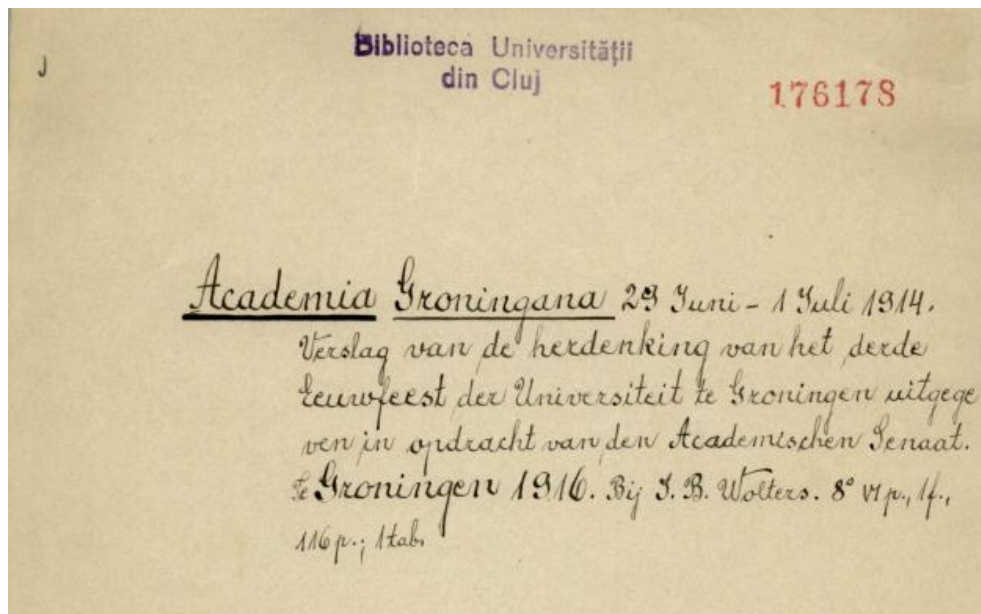 J
Biblioteca Universităţii
din Cluj
176178
Academia Groningana 29 Juni - 1 Juli 1914.
Verslag van de herdenking van het derde
Eeuwfeest der Universiteit te Groningen uitgege
ven in opdracht van den Academischen Senaat.
Te Groningen 1916. Bij J. B. Wolters. 8° VI p., 1 f.,
116 p.; 1 tab.